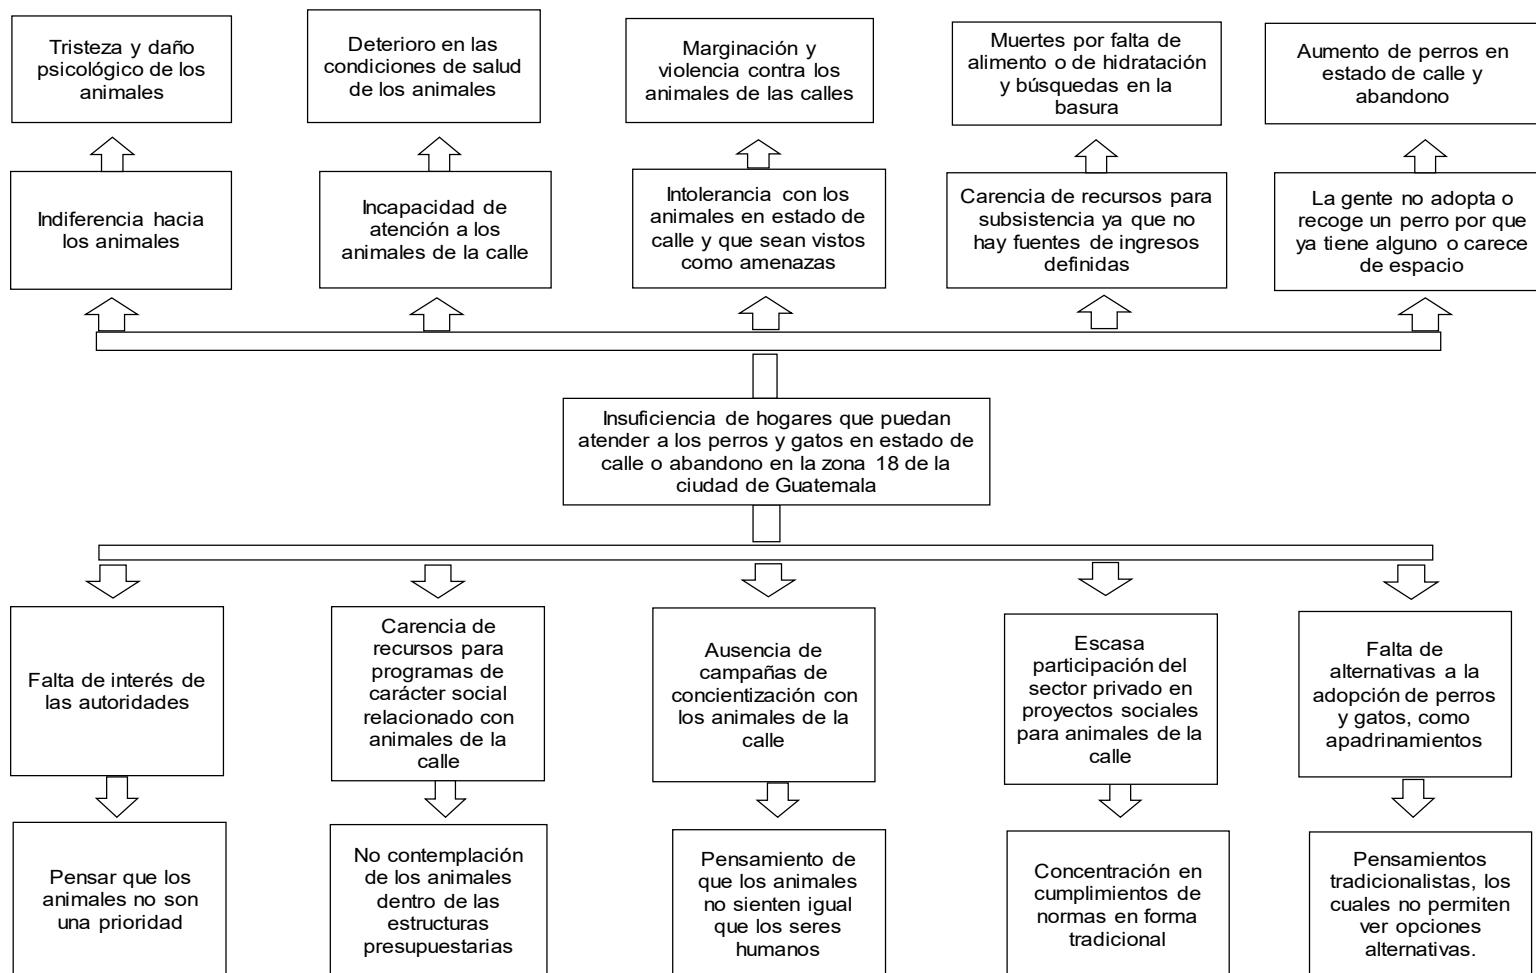 Tristeza y daño
psicológico de los
animales
Deterioro en las
condiciones de salud
de los animales
Marginación y
violencia contra los
animales de las calles
Muertes por falta de
alimento o de hidratación
y búsquedas en la
basura
Aumento de perros en
estado de calle y
abandono
Indiferencia hacia
los animales
Incapacidad de
atención a los
animales de la calle
Intolerancia con los
animales en estado de
calle y que sean vistos
como amenazas
Carencia de recursos para
subsistencia ya que no
hay fuentes de ingresos
definidas
La gente no adopta o
recoge un perro por que
ya tiene alguno o carece
de espacio
Insuficiencia de hogares que puedan
atender a los perros y gatos en estado de
calle o abandono en la zona 18 de la
ciudad de Guatemala
Falta de interés de
las autoridades
Carencia de
recursos para
programas de
carácter social
relacionado con
animales de la
calle
Ausencia de
campañas de
concientización con
los animales de la
calle
Escasa
participación del
sector privado en
proyectos sociales
para animales de la
calle
Falta de
alternativas a la
adopción de perros
y gatos, como
apadrinamientos
Pensar que los
animales no son
una prioridad
No contemplación
de los animales
dentro de las
estructuras
presupuestarias
Pensamiento de
que los animales
no sienten igual
que los seres
humanos
Concentración en
cumplimientos de
normas en forma
tradicional
Pensamientos
tradicionalistas, los
cuales no permiten
ver opciones
alternativas.